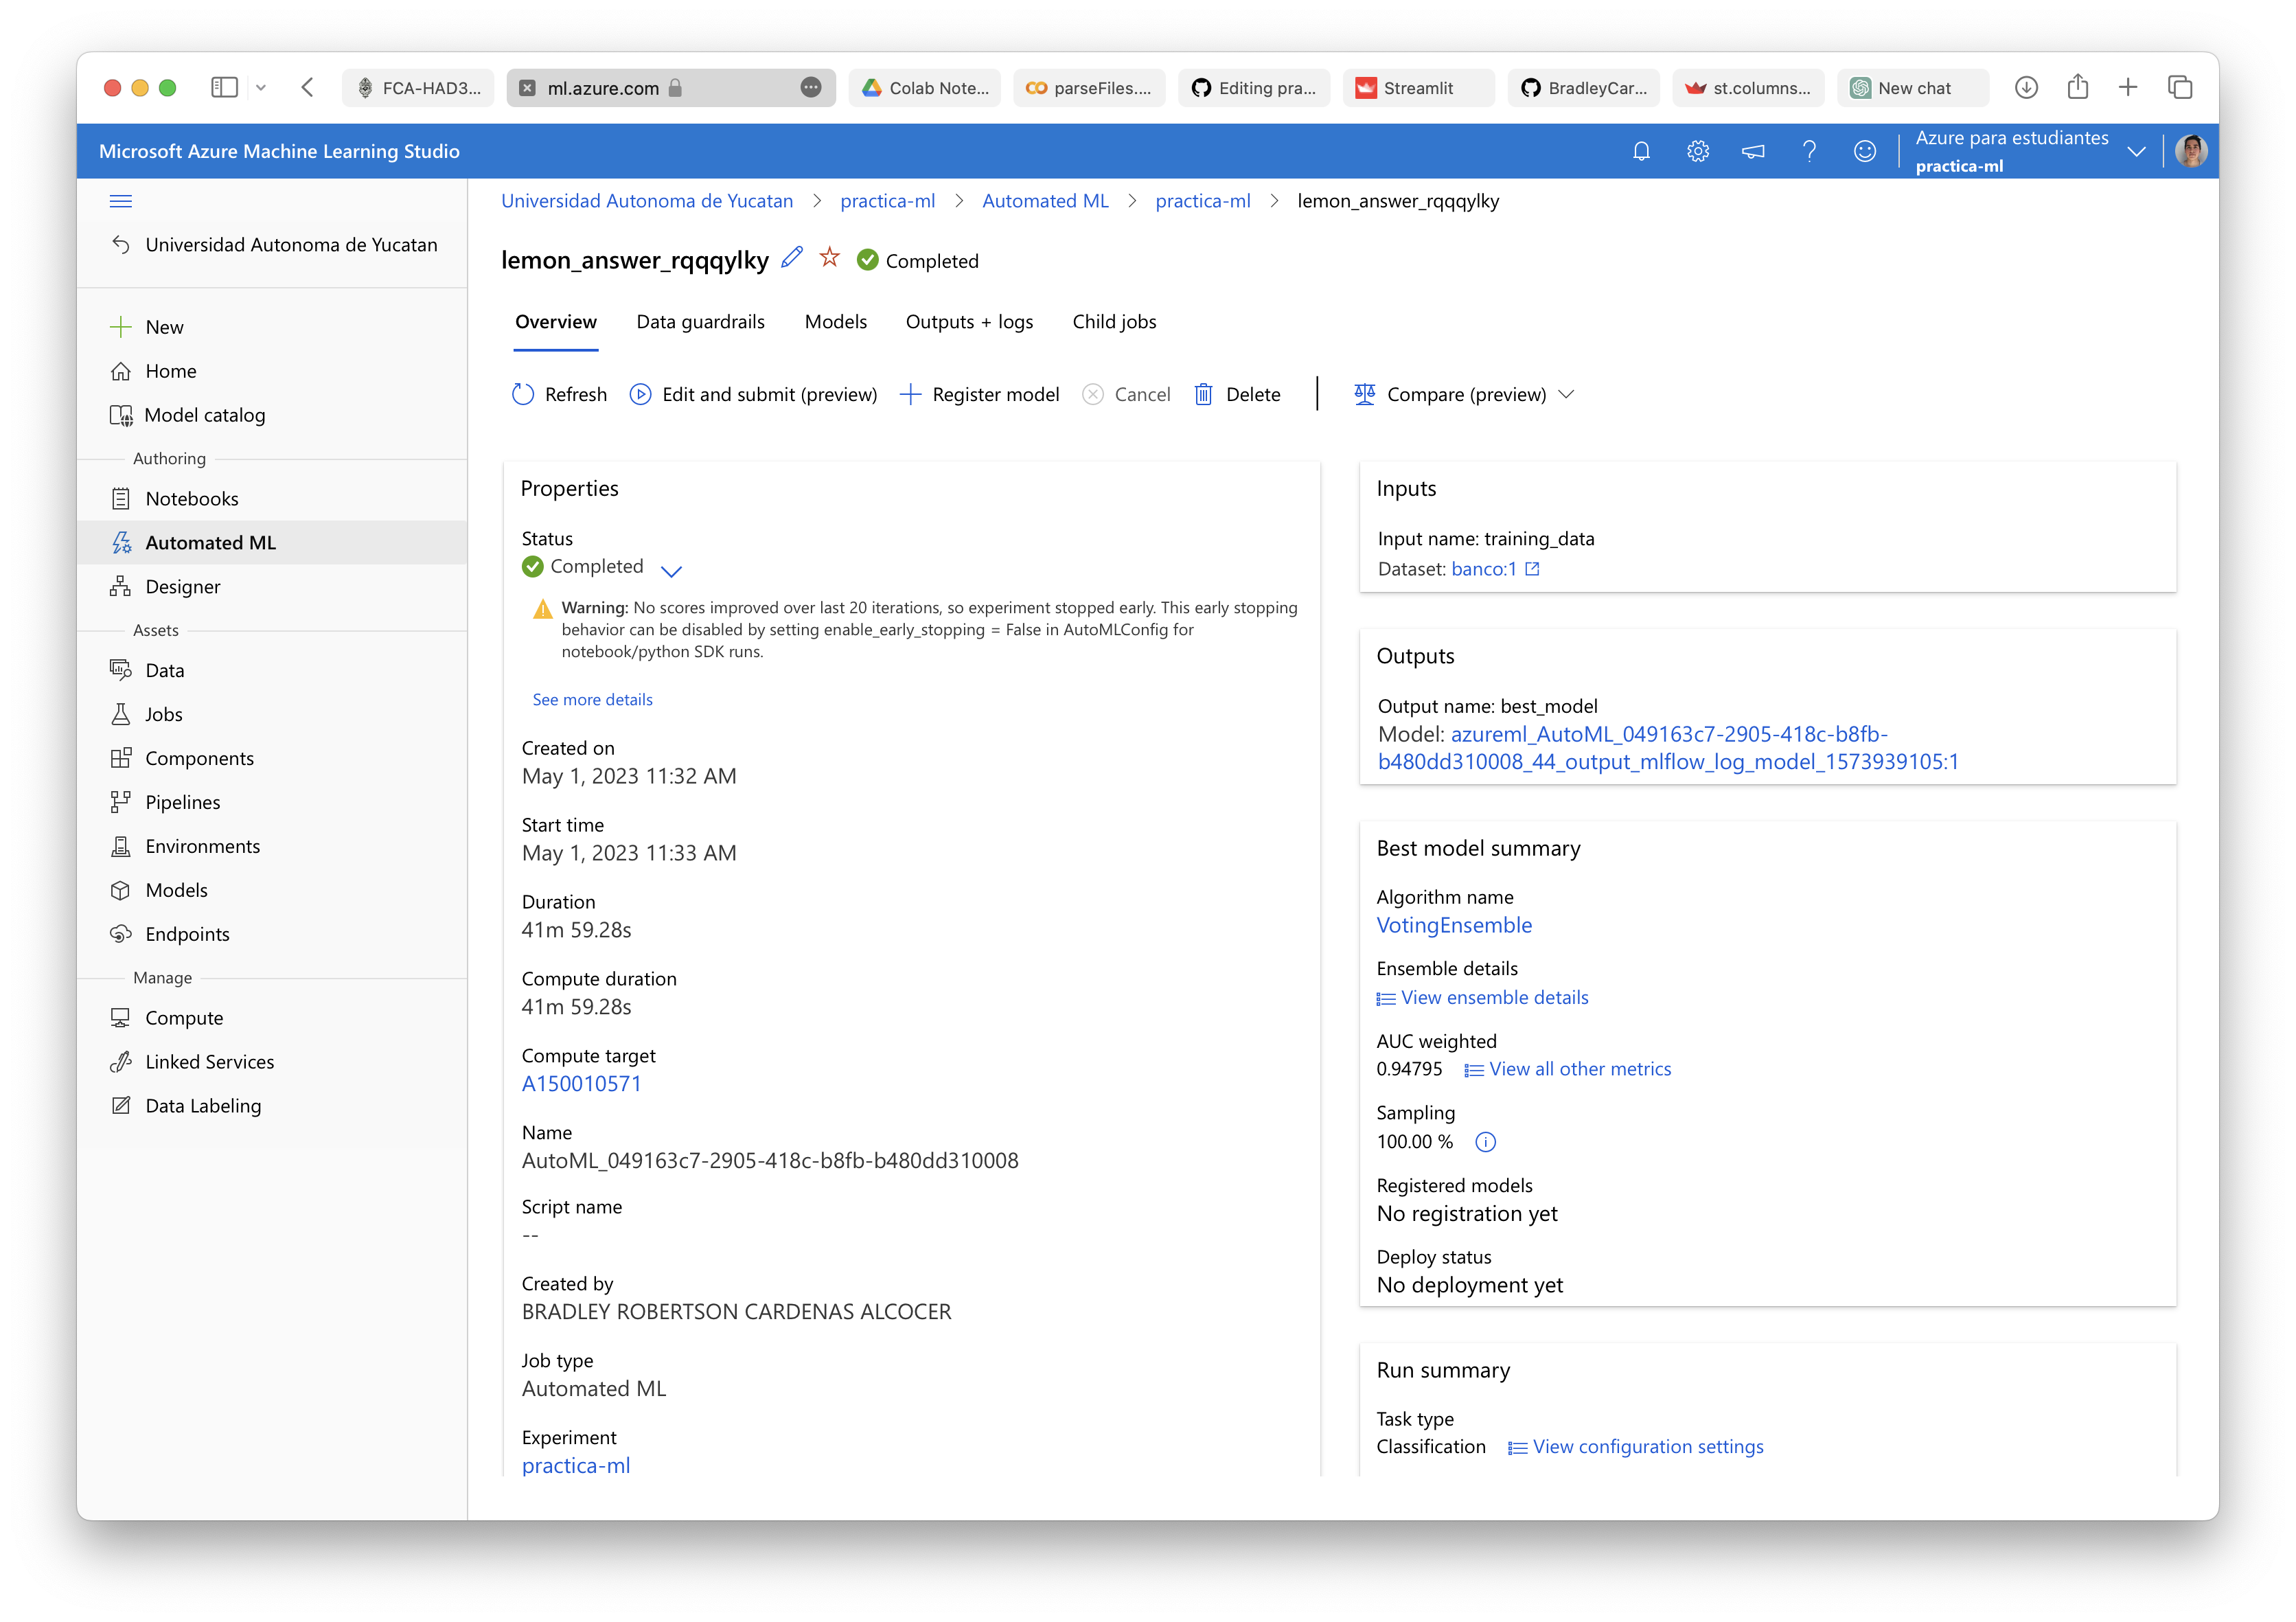 FCA-HAD3...
ml.azure.com
Colab Note...
parseFiles....
Editing pra...
Streamlit
BradleyCar...
st.columns...
New chat
Microsoft Azure Machine Learning Studio
Azure para estudiantes
practica-ml
Universidad Autonoma de Yucatan
New
Home
Model catalog
Authoring
Notebooks
Automated ML
Designer
Assets
Data
Jobs
Components
Pipelines
Environments
Models
Endpoints
Manage
Compute
Linked Services
Data Labeling
Universidad Autonoma de Yucatan > practica-ml > Automated ML > practica-ml > lemon_answer_rqqqylky
lemon_answer_rqqqylky Completed
Overview Data guardrails Models Outputs + logs Child jobs
Refresh Edit and submit (preview) Register model Cancel Delete Compare (preview)
Properties
Status
Completed
Warning: No scores improved over last 20 iterations, so experiment stopped early. This early stopping
behavior can be disabled by setting enable_early_stopping = False in AutoMLConfig for
notebook/python SDK runs.
See more details
Created on
May 1, 2023 11:32 AM
Start time
May 1, 2023 11:33 AM
Duration
41m 59.28s
Compute duration
41m 59.28s
Compute target
A150010571
Name
AutoML_049163c7-2905-418c-b8fb-b480dd310008
Script name
--
Created by
BRADLEY ROBERTSON CARDENAS ALCOCER
Job type
Automated ML
Experiment
practica-ml
Inputs
Input name: training_data
Dataset: banco:1
Outputs
Output name: best_model
Model: azureml_AutoML_049163c7-2905-418c-b8fb-
b480dd310008_44_output_mlflow_log_model_1573939105:1
Best model summary
Algorithm name
VotingEnsemble
Ensemble details
View ensemble details
AUC weighted
0.94795 View all other metrics
Sampling
100.00 %
Registered models
No registration yet
Deploy status
No deployment yet
Run summary
Task type
Classification View configuration settings